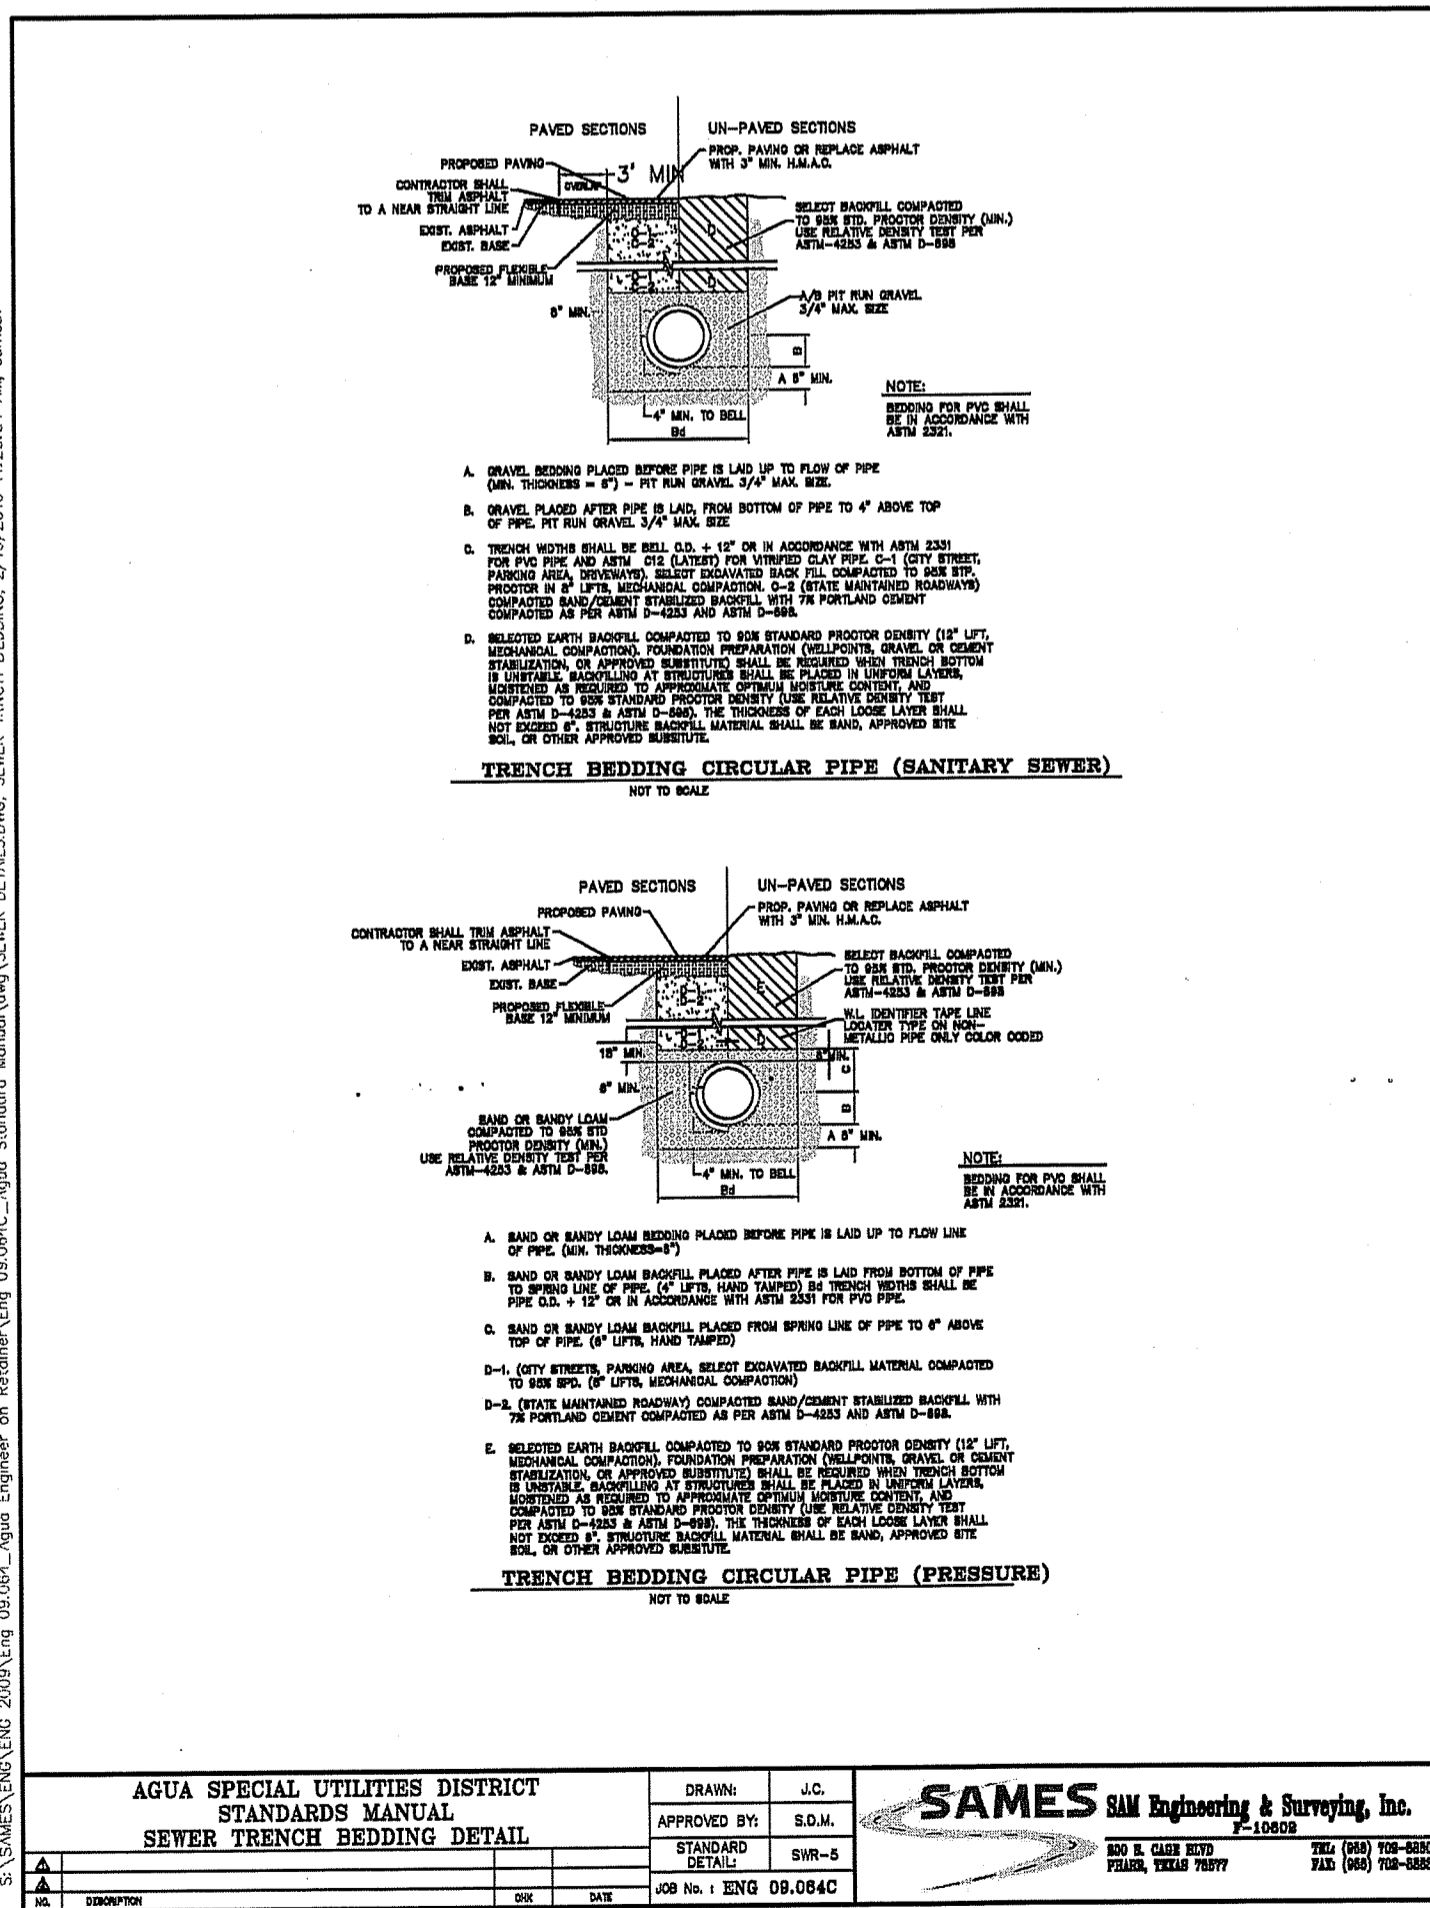 PAVED SECTIONS
UN-PAVED SECTIONS
PROPOSED PAVING
PROP. PAVING OR REPLACE ASPHALT
WITH 3" MIN. H.M.A.C.
3' MIN
OVERLAP
CONTRACTOR SHALL
TRIM ASPHALT
TO A NEAR STRAIGHT LINE
EXIST. ASPHALT
EXIST. BASE
PROPOSED FLEXIBLE
BASE 12" MINIMUM
SELECT BACKFILL COMPACTED
TO 95% STD. PROCTOR DENSITY (MIN.)
USE RELATIVE DENSITY TEST PER
ASTM-4253 & ASTM D-698
D-1
D-2
D
D-1
D-2
D
A/B PIT RUN GRAVEL
3/4" MAX. SIZE
6" MIN.
B
A 6" MIN.
4" MIN. TO BELL
Bd
NOTE:
BEDDING FOR PVC SHALL
BE IN ACCORDANCE WITH
ASTM 2321.
A. GRAVEL BEDDING PLACED BEFORE PIPE IS LAID UP TO FLOW OF PIPE
(MIN. THICKNESS = 6") - PIT RUN GRAVEL 3/4" MAX. SIZE.
B. GRAVEL PLACED AFTER PIPE IS LAID, FROM BOTTOM OF PIPE TO 4" ABOVE TOP
OF PIPE. PIT RUN GRAVEL 3/4" MAX. SIZE
C. TRENCH WIDTHS SHALL BE BELL O.D. + 12" OR IN ACCORDANCE WITH ASTM 2331
FOR PVC PIPE AND ASTM C12 (LATEST) FOR VITRIFIED CLAY PIPE. C-1 (CITY STREET,
PARKING AREA, DRIVEWAYS). SELECT EXCAVATED BACK FILL COMPACTED TO 95% STP.
PROCTOR IN 8" LIFTS, MECHANICAL COMPACTION. C-2 (STATE MAINTAINED ROADWAYS)
COMPACTED SAND/CEMENT STABILIZED BACKFILL WITH 7% PORTLAND CEMENT
COMPACTED AS PER ASTM D-4253 AND ASTM D-698.
D. SELECTED EARTH BACKFILL COMPACTED TO 90% STANDARD PROCTOR DENSITY (12" LIFT,
MECHANICAL COMPACTION). FOUNDATION PREPARATION (WELLPOINTS, GRAVEL OR CEMENT
STABILIZATION, OR APPROVED SUBSTITUTE) SHALL BE REQUIRED WHEN TRENCH BOTTOM
IS UNSTABLE. BACKFILLING AT STRUCTURES SHALL BE PLACED IN UNIFORM LAYERS,
MOISTENED AS REQUIRED TO APPROXIMATE OPTIMUM MOISTURE CONTENT, AND
COMPACTED TO 95% STANDARD PROCTOR DENSITY (USE RELATIVE DENSITY TEST
PER ASTM D-4253 & ASTM D-698). THE THICKNESS OF EACH LOOSE LAYER SHALL
NOT EXCEED 6". STRUCTURE BACKFILL MATERIAL SHALL BE SAND, APPROVED SITE
SOIL, OR OTHER APPROVED SUBSITUTE.
TRENCH BEDDING CIRCULAR PIPE (SANITARY SEWER)
NOT TO SCALE
PAVED SECTIONS
UN-PAVED SECTIONS
PROPOSED PAVING
PROP. PAVING OR REPLACE ASPHALT
WITH 3" MIN. H.M.A.C.
CONTRACTOR SHALL TRIM ASPHALT
TO A NEAR STRAIGHT LINE
EXIST. ASPHALT
EXIST. BASE
PROPOSED FLEXIBLE
BASE 12" MINIMUM
SELECT BACKFILL COMPACTED
TO 95% STD. PROCTOR DENSITY (MIN.)
USE RELATIVE DENSITY TEST PER
ASTM-4253 & ASTM D-698
W.L. IDENTIFIER TAPE LINE
LOCATER TYPE ON NON-
METALLIC PIPE ONLY COLOR CODED
D-1
D-2
E
D-1
D-2
D
18" MIN.
6" MIN.
6" MIN.
C
B
A 6" MIN.
SAND OR SANDY LOAM
COMPACTED TO 95% STD
PROCTOR DENSITY (MIN.)
USE RELATIVE DENSITY TEST PER
ASTM-4253 & ASTM D-698.
4" MIN. TO BELL
Bd
NOTE:
BEDDING FOR PVC SHALL
BE IN ACCORDANCE WITH
ASTM 2321.
A. SAND OR SANDY LOAM BEDDING PLACED BEFORE PIPE IS LAID UP TO FLOW LINE
OF PIPE. (MIN. THICKNESS=6")
B. SAND OR SANDY LOAM BACKFILL PLACED AFTER PIPE IS LAID FROM BOTTOM OF PIPE
TO SPRING LINE OF PIPE. (4" LIFTS, HAND TAMPED) Bd TRENCH WIDTHS SHALL BE
PIPE O.D. + 12" OR IN ACCORDANCE WITH ASTM 2331 FOR PVC PIPE.
C. SAND OR SANDY LOAM BACKFILL PLACED FROM SPRING LINE OF PIPE TO 6" ABOVE
TOP OF PIPE. (6" LIFTS, HAND TAMPED)
D-1. (CITY STREETS, PARKING AREA, SELECT EXCAVATED BACKFILL MATERIAL COMPACTED
TO 95% SPD. (6" LIFTS, MECHANICAL COMPACTION)
D-2. (STATE MAINTAINED ROADWAY) COMPACTED SAND/CEMENT STABILIZED BACKFILL WITH
7% PORTLAND CEMENT COMPACTED AS PER ASTM D-4253 AND ASTM D-698.
E. SELECTED EARTH BACKFILL COMPACTED TO 90% STANDARD PROCTOR DENSITY (12" LIFT,
MECHANICAL COMPACTION). FOUNDATION PREPARATION (WELLPOINTS, GRAVEL OR CEMENT
STABILIZATION, OR APPROVED SUBSTITUTE) SHALL BE REQUIRED WHEN TRENCH BOTTOM
IS UNSTABLE. BACKFILLING AT STRUCTURES SHALL BE PLACED IN UNIFORM LAYERS,
MOISTENED AS REQUIRED TO APPROXIMATE OPTIMUM MOISTURE CONTENT, AND
COMPACTED TO 95% STANDARD PROCTOR DENSITY (USE RELATIVE DENSITY TEST
PER ASTM D-4253 & ASTM D-698). THE THICKNESS OF EACH LOOSE LAYER SHALL
NOT EXCEED 6". STRUCTURE BACKFILL MATERIAL SHALL BE SAND, APPROVED SITE
SOIL, OR OTHER APPROVED SUBSITUTE.
TRENCH BEDDING CIRCULAR PIPE (PRESSURE)
NOT TO SCALE
AGUA SPECIAL UTILITIES DISTRICT
STANDARDS MANUAL
SEWER TRENCH BEDDING DETAIL
NO. DESCRIPTION CHK DATE
DRAWN: J.C.
APPROVED BY: S.D.M.
STANDARD
DETAIL: SWR-5
JOB No. : ENG 09.064C
SAMES SAM Engineering & Surveying, Inc.
F-10602
200 E. CAGE BLVD
PHARR, TEXAS 78577